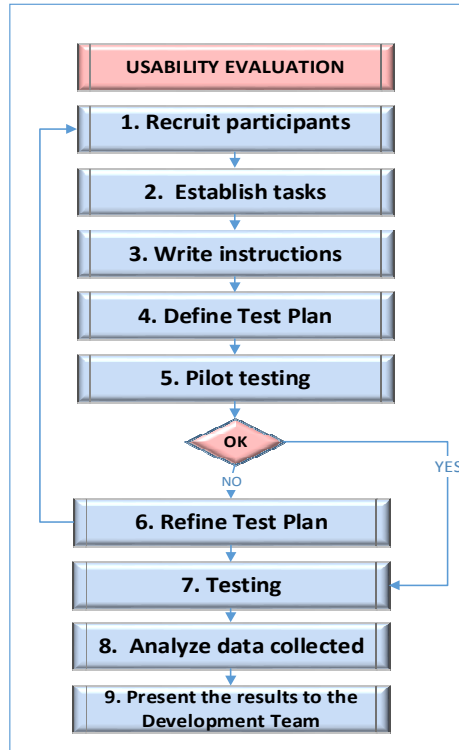 USABILITY EVALUATION
1. Recruit participants
2. Establish tasks
3. Write instructions
4. Define Test Plan
5. Pilot testing
OK
YES
NO
6. Refine Test Plan
7. Testing
8. Analyze data collected
9. Present the results to the
Development Team